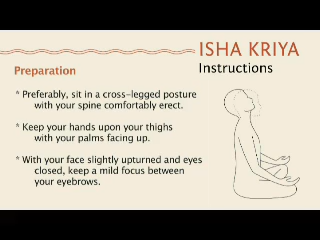 ISHA KRIYA
Instructions
Preparation
* Preferably, sit in a cross-legged posture
with your spine comfortably erect.
* Keep your hands upon your thighs
with your palms facing up.
* With your face slightly upturned and eyes
closed, keep a mild focus between
your eyebrows.